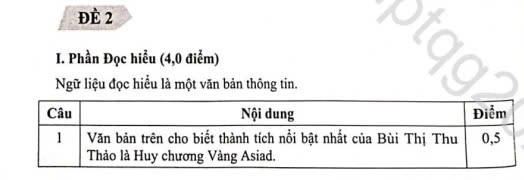 ĐỀ 2
I. Phần Đọc hiểu (4,0 điểm)
Ngữ liệu đọc hiểu là một văn bản thông tin.
Câu Nội dung Điểm
1 Văn bản trên cho biết thành tích nổi bật nhất của Bùi Thị Thu 0,5
Thảo là Huy chương Vàng Asiad.